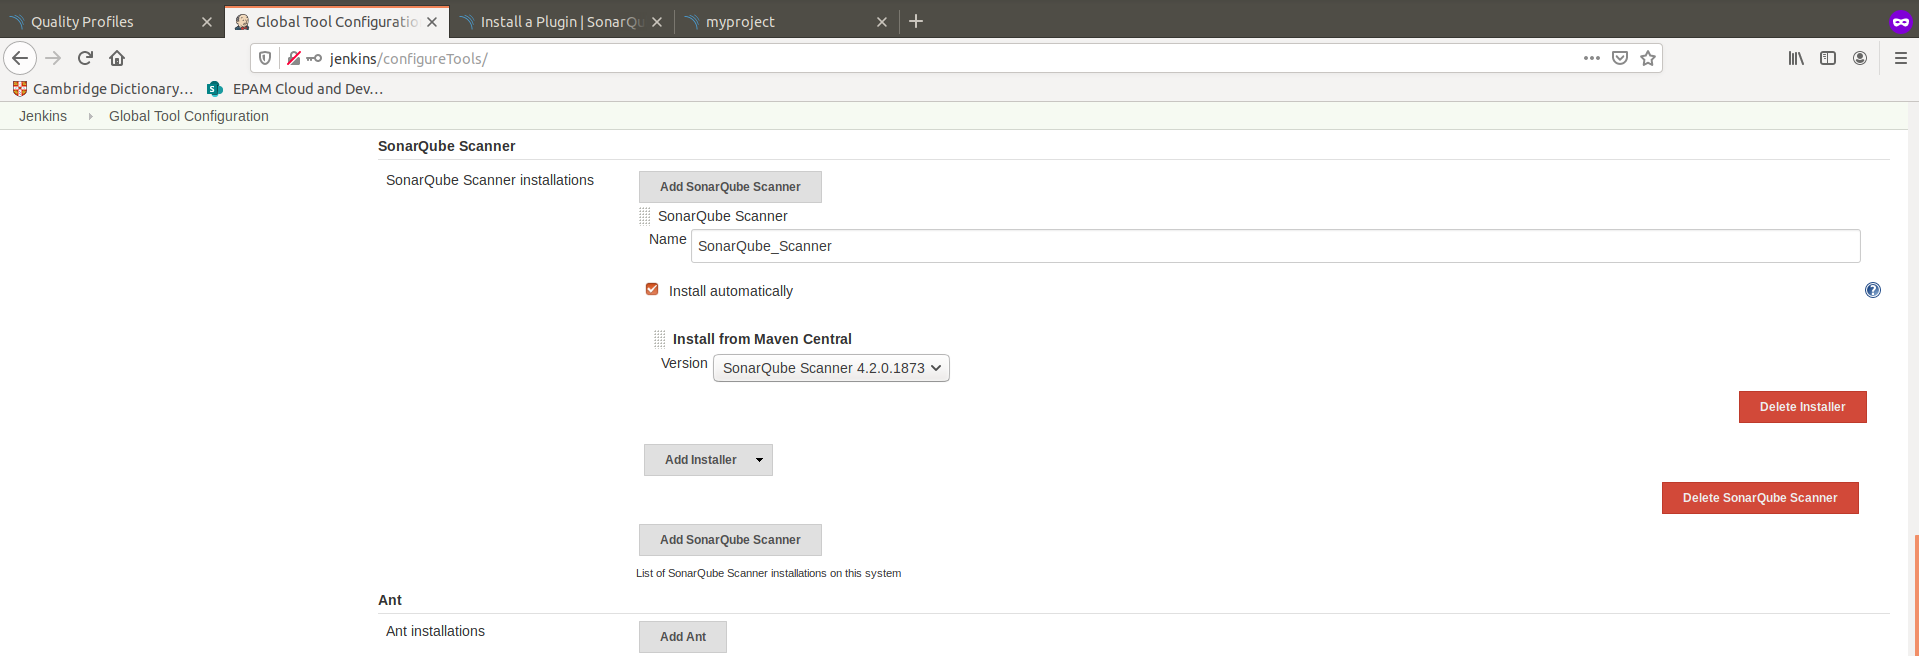 Quality Profiles
Global Tool Configuratio
Install a Plugin | SonarQu
myproject
jenkins/configureTools/
Cambridge Dictionary...
EPAM Cloud and Dev...
Jenkins
Global Tool Configuration
SonarQube Scanner
SonarQube Scanner installations
Add SonarQube Scanner
SonarQube Scanner
Name
SonarQube_Scanner
Install automatically
Install from Maven Central
Version
SonarQube Scanner 4.2.0.1873
Delete Installer
Add Installer
Delete SonarQube Scanner
Add SonarQube Scanner
List of SonarQube Scanner installations on this system
Ant
Ant installations
Add Ant